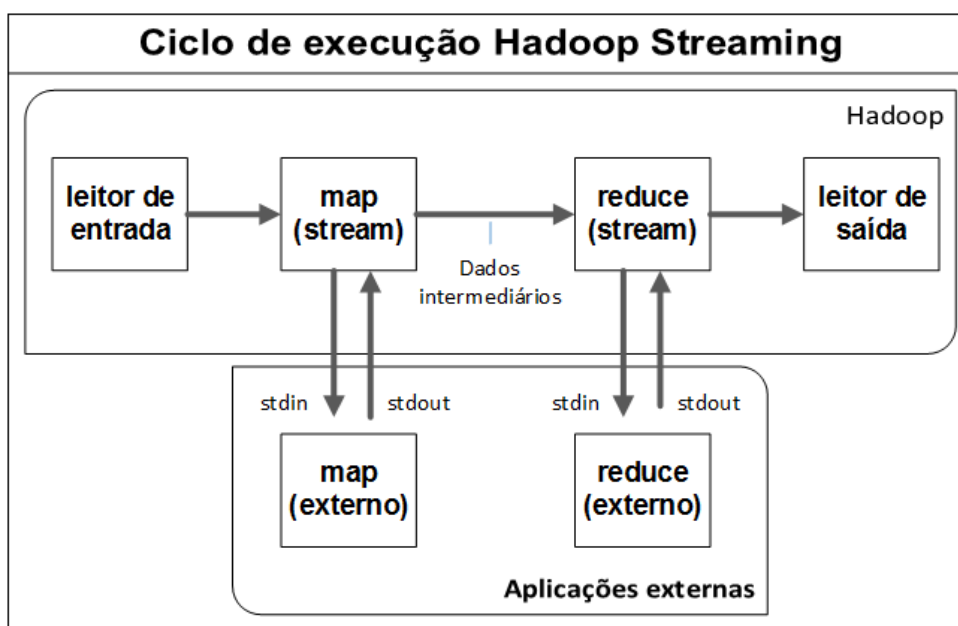 Ciclo de execução Hadoop Streaming
Hadoop
leitor de
entrada
map
(stream)
reduce
(stream)
leitor de
saída
Dados
intermediários
stdin
stdout
stdin
stdout
map
(externo)
reduce
(externo)
Aplicações externas